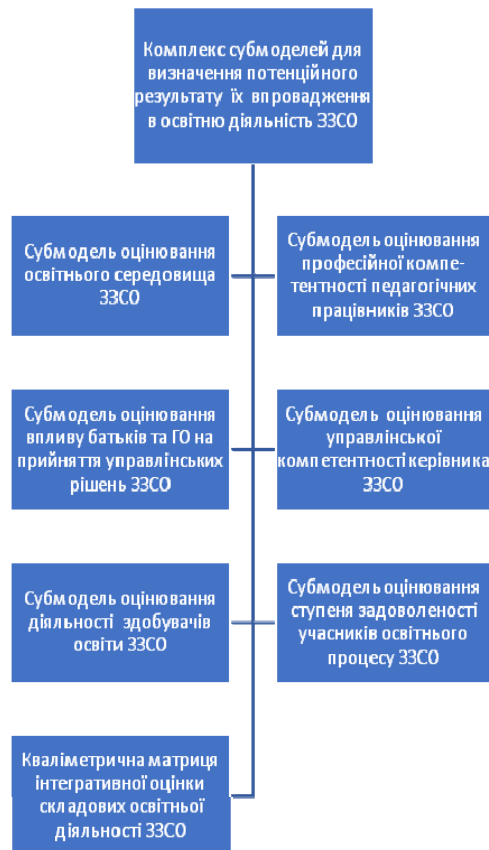 Комплекс субмоделей для
визначення потенційного
результату їх впровадження
в освітню діяльність ЗЗСО
Субмодель оцінювання
освітнього середовища
ЗЗСО
Субмодель оцінювання
професійної компе-
тентності педагогічних
працівників ЗЗСО
Субмодель оцінювання
впливу батьків та ГО на
прийняття управлінських
рішень ЗЗСО
Субмодель оцінювання
управлінської
компетентності керівника
ЗЗСО
Субмодель оцінювання
діяльності здобувачів
освіти ЗЗСО
Субмодель оцінювання
ступеня задоволеності
учасників освітнього
процесу ЗЗСО
Кваліметрична матриця
інтегративної оцінки
складових освітньої
діяльності ЗЗСО